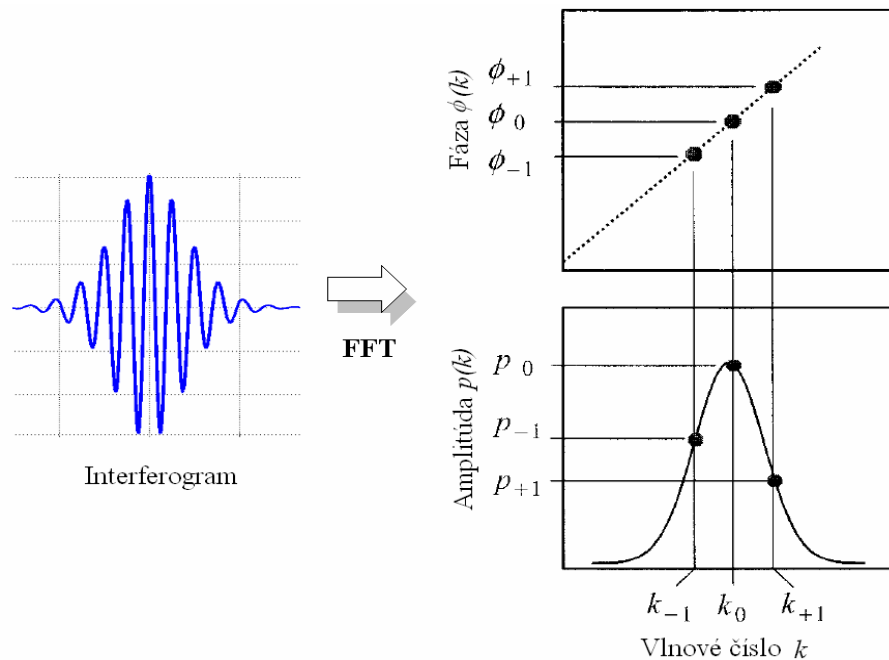 Interferogram
FFT
Fáza ϕ(k)
ϕ+1
ϕ0
ϕ−1
Amplitúda p(k)
p0
p−1
p+1
k−1 k0 k+1
Vlnové číslo k